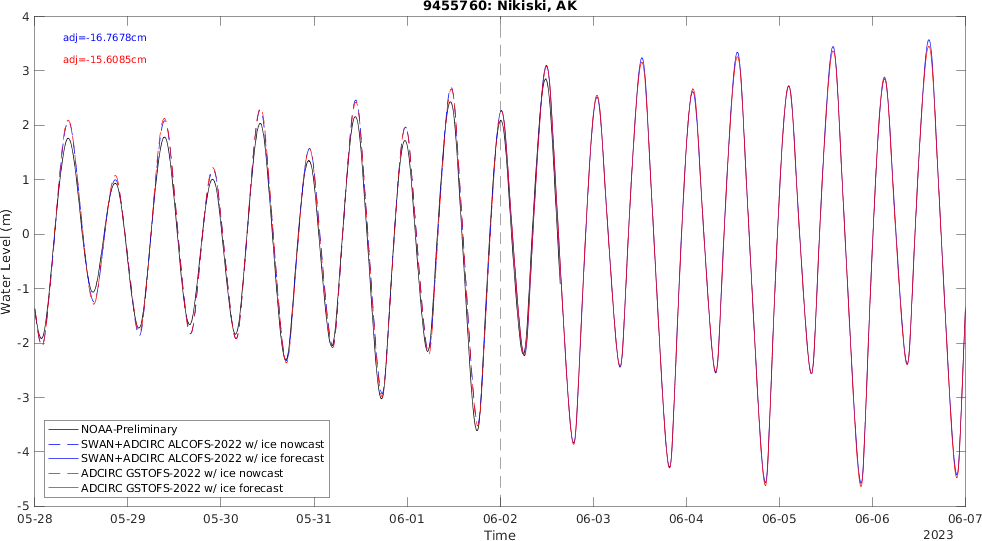 9455760: Nikiski, AK
adj=-16.7678cm
adj=-15.6085cm
4
3
2
1
0
-1
-2
-3
-4
-5
Water Level (m)
NOAA-Preliminary
SWAN+ADCIRC ALCOFS-2022 w/ ice nowcast
SWAN+ADCIRC ALCOFS-2022 w/ ice forecast
ADCIRC GSTOFS-2022 w/ ice nowcast
ADCIRC GSTOFS-2022 w/ ice forecast
05-28 05-29 05-30 05-31 06-01 06-02 06-03 06-04 06-05 06-06 06-07
Time
2023